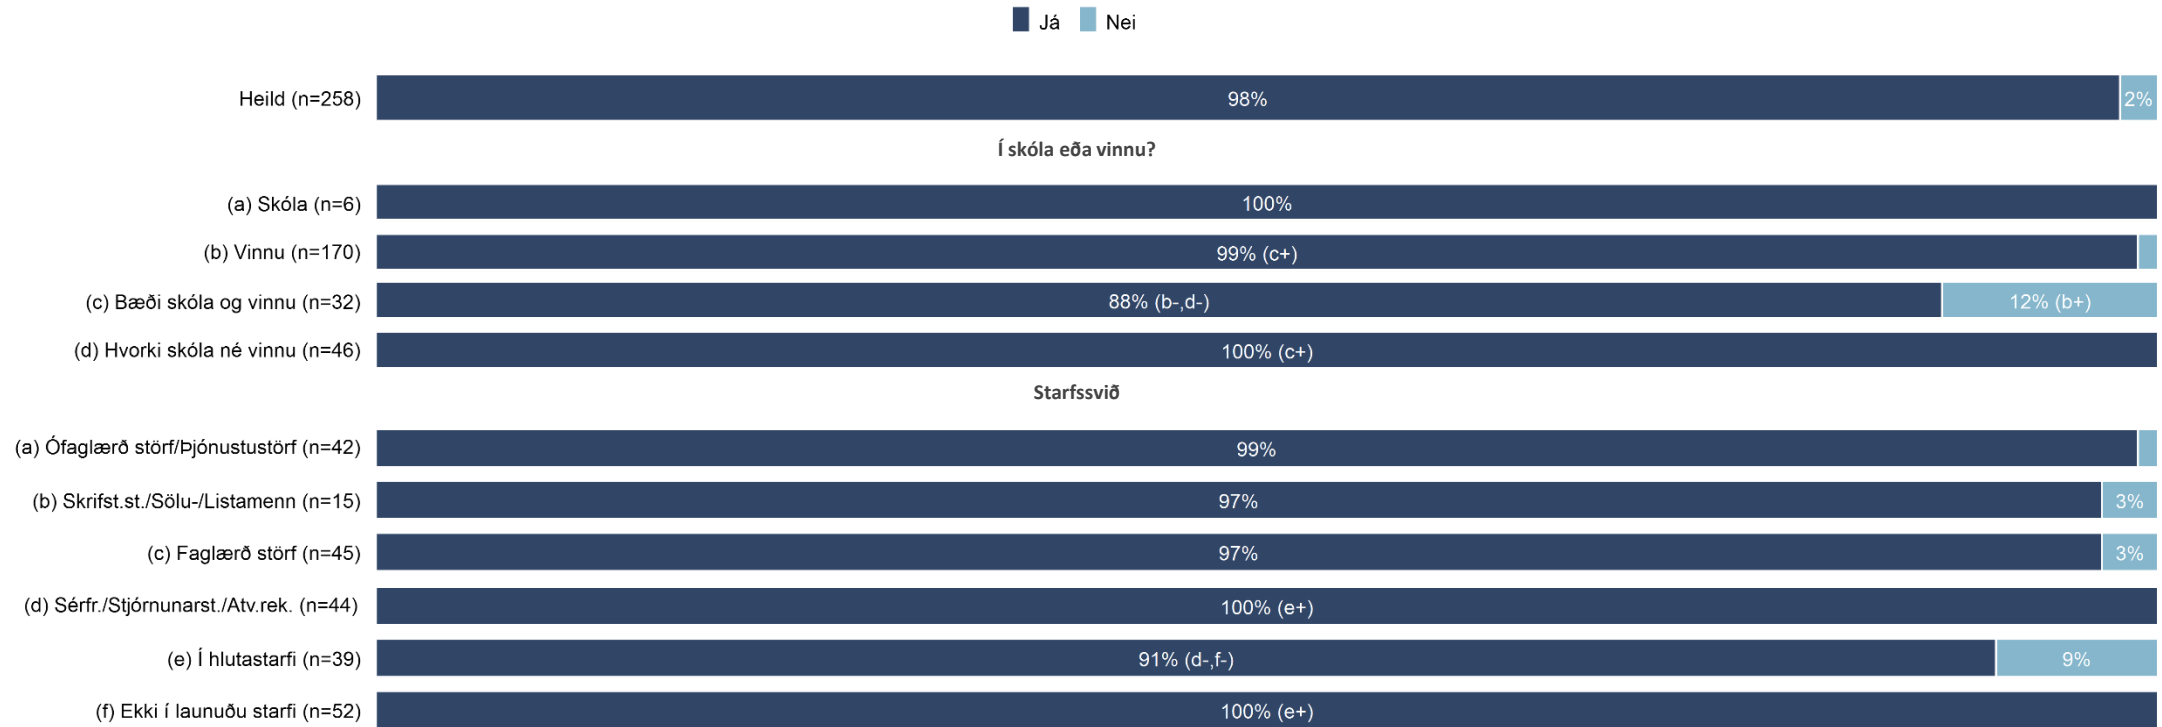 Já Nei
Heild (n=258) 98% 2%
Í skóla eða vinnu?
(a) Skóla (n=6) 100%
(b) Vinnu (n=170) 99% (c+)
(c) Bæði skóla og vinnu (n=32) 88% (b-,d-) 12% (b+)
(d) Hvorki skóla né vinnu (n=46) 100% (c+)
Starfssvið
(a) Ófaglærð störf/Þjónustustörf (n=42) 99%
(b) Skrifst.st./Sölu-/Listamenn (n=15) 97% 3%
(c) Faglærð störf (n=45) 97% 3%
(d) Sérfr./Stjórnunarst./Atv.rek. (n=44) 100% (e+)
(e) Í hlutastarfi (n=39) 91% (d-,f-) 9%
(f) Ekki í launuðu starfi (n=52) 100% (e+)